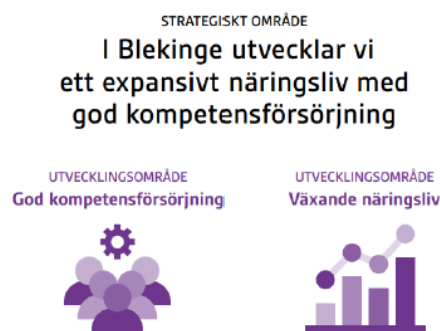 STRATEGISKT OMRÅDE
I Blekinge utvecklar vi
ett expansivt näringsliv med
god kompetensförsörjning
UTVECKLINGSOMRÅDE
God kompetensförsörjning
UTVECKLINGSOMRÅDE
Växande näringsliv